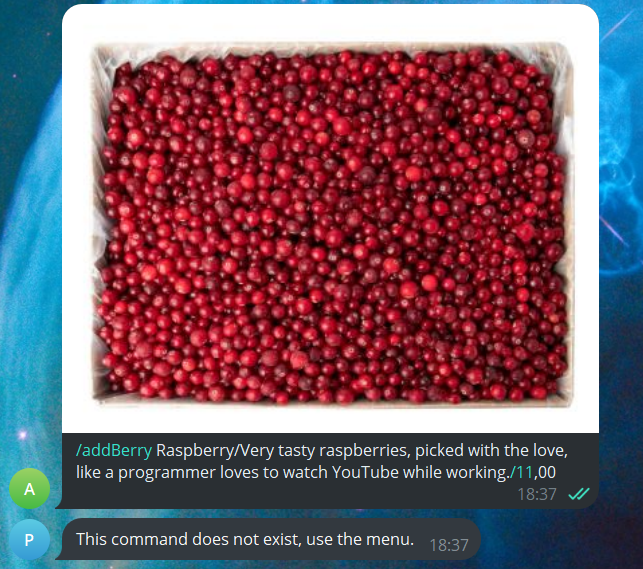 /addBerry Raspberry/Very tasty raspberries, picked with the love,
like a programmer loves to watch YouTube while working./11,00
18:37
A
P
This command does not exist, use the menu.
18:37